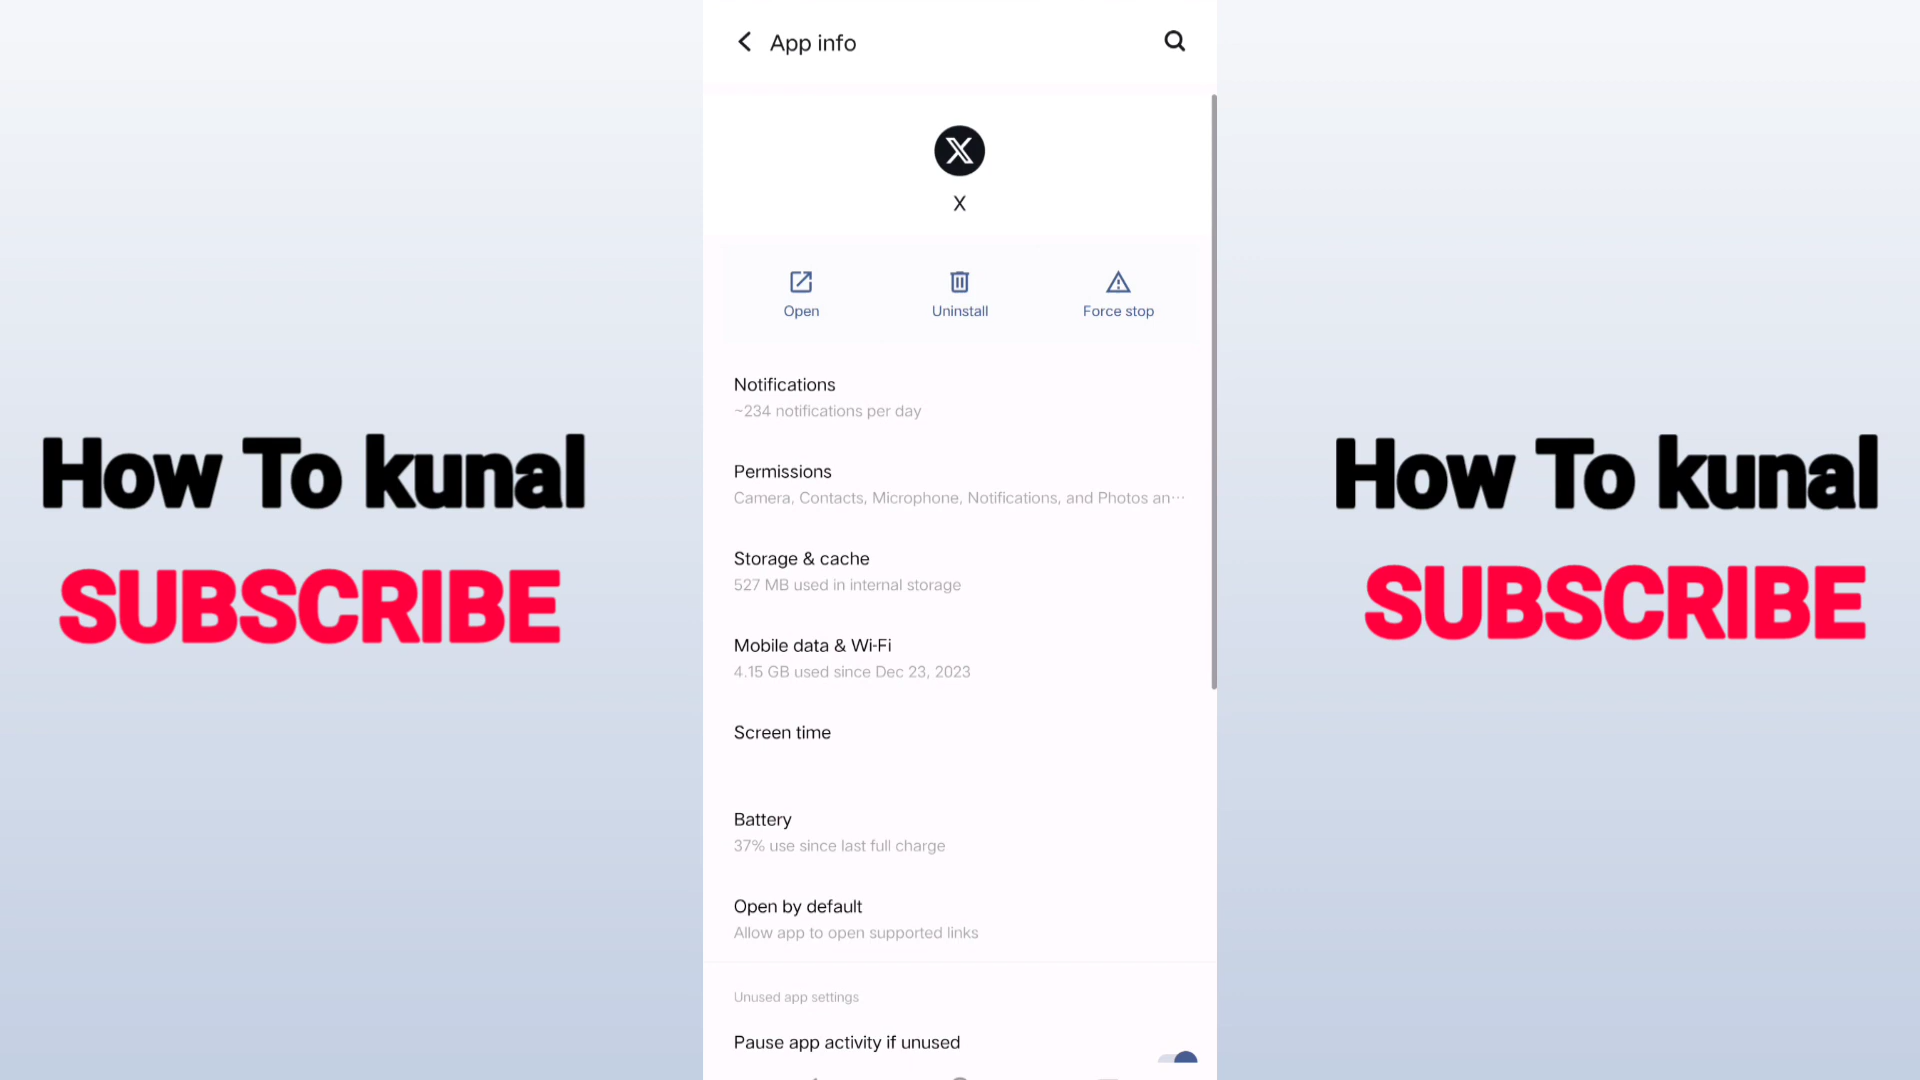 App info
X
Open
Uninstall
Force stop
Notifications
~234 notifications per day
Permissions
Camera, Contacts, Microphone, Notifications, and Photos an···
Storage & cache
527 MB used in internal storage
Mobile data & Wi-Fi
4.15 GB used since Dec 23, 2023
Screen time
Battery
37% use since last full charge
Open by default
Allow app to open supported links
Unused app settings
Pause app activity if unused
How To kunal
SUBSCRIBE
How To kunal
SUBSCRIBE